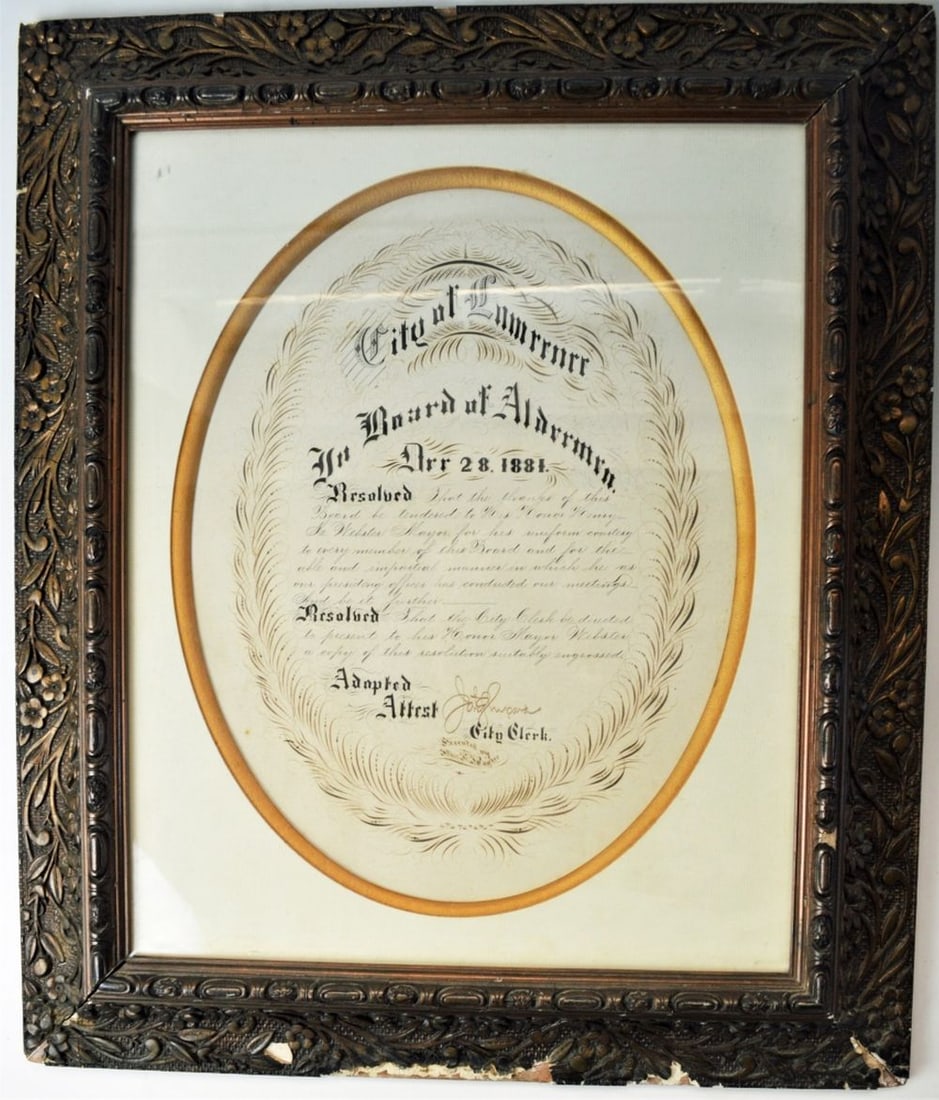 City of Lawrence
In Board of Aldermen,
Dec 28. 1881.
Resolved That the thanks of this
Board be tendered to His Honor Henry
Webster Mayor for his uniform courtesy
to every member of this Board and for the
able and impartial manner in which he as
our presiding officer has conducted our meetings
And be it further
Resolved That the City Clerk be directed
to present to his Honor Mayor Webster
a copy of this resolution suitably engrossed.
Adopted
Attest
City Clerk.
Executed by